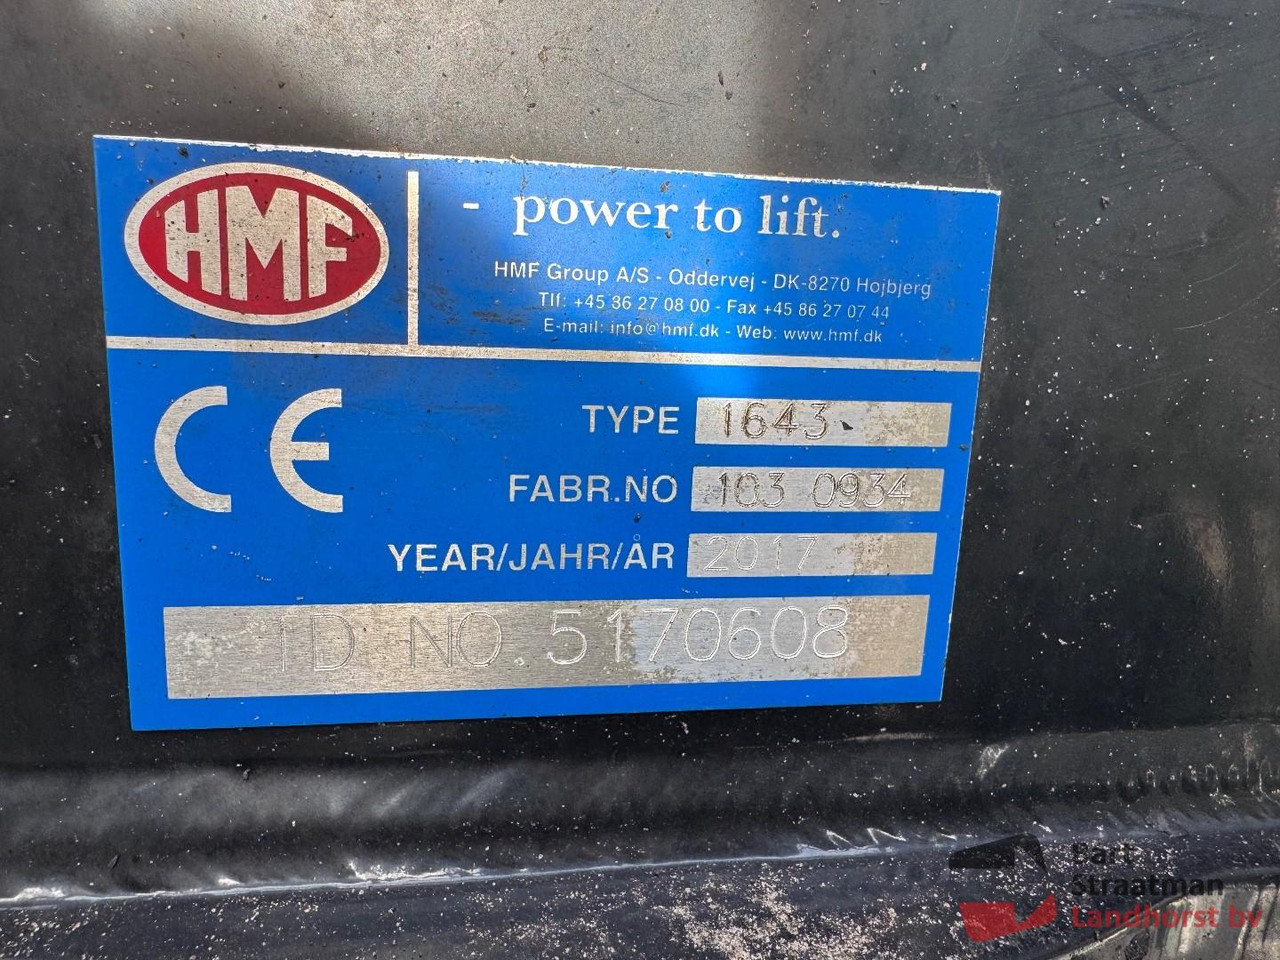 HMF
- power to lift.
HMF Group A/S - Oddervej - DK-8270 Hojbjerg
Tlf: +45 86 27 08 00 - Fax +45 86 27 07 44
E-mail: info@hmf.dk - Web: www.hmf.dk
CE
TYPE 1643
FABR.NO 103 0934
YEAR/JAHR/ÅR 2017
ID NO.5170608
Bart
Straatman
Landhorst bv